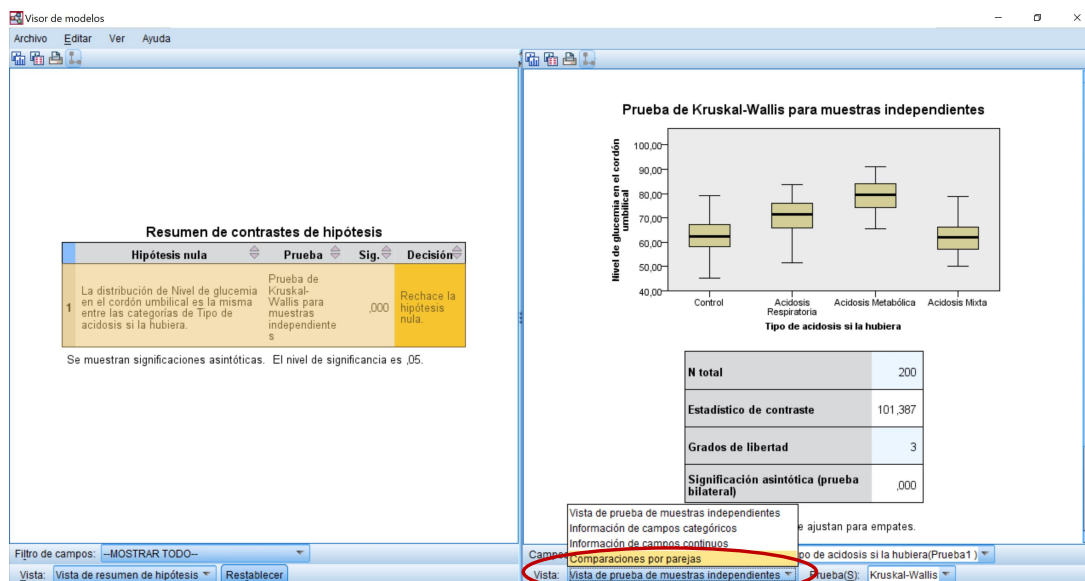 Visor de modelos
Archivo Editar Ver Ayuda
Resumen de contrastes de hipótesis
Hipótesis nula Prueba Sig. Decisión
1
La distribución de Nivel de glucemia
en el cordón umbilical es la misma
entre las categorías de Tipo de
acidosis si la hubiera.
Prueba de
Kruskal-
Wallis para
muestras
independiente
s
,000
Rechace la
hipótesis
nula.
Se muestran significaciones asintóticas. El nivel de significancia es ,05.
Filtro de campos: --MOSTRAR TODO--
Vista: Vista de resumen de hipótesis Restablecer
Prueba de Kruskal-Wallis para muestras independientes
Nivel de glucemia en el cordón
umbilical
100,00
90,00
80,00
70,00
60,00
50,00
40,00
Control
Acidosis
Respiratoria
Acidosis Metabólica
Acidosis Mixta
Tipo de acidosis si la hubiera
N total 200
Estadístico de contraste 101,387
Grados de libertad 3
Significación asintótica (prueba
bilateral) ,000
e ajustan para empates.
Vista de prueba de muestras independientes
Información de campos categóricos
Información de campos continuos
Comparaciones por parejas
Campo
po de acidosis si la hubiera(Prueba1 )
Vista: Vista de prueba de muestras independientes Prueba(S): Kruskal-Wallis